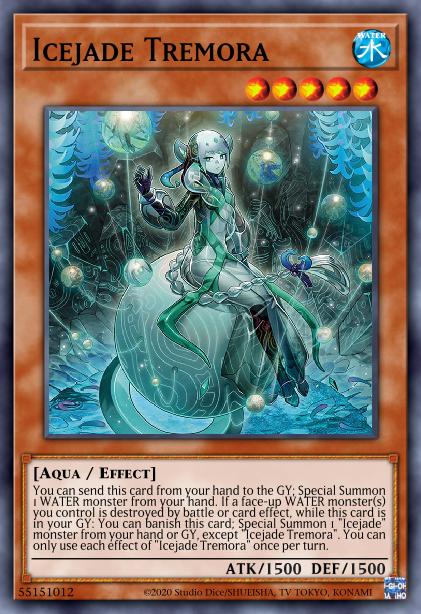 ICEJADE TREMORA
WATER
水
[AQUA / EFFECT]
You can send this card from your hand to the GY; Special Summon
1 WATER monster from your hand. If a face-up WATER monster(s)
you control is destroyed by battle or card effect, while this card is
in your GY: You can banish this card; Special Summon 1 "Icejade"
monster from your hand or GY, except "Icejade Tremora". You can
only use each effect of "Icejade Tremora" once per turn.
ATK/1500 DEF/1500
55151012
©2020 Studio Dice/SHUEISHA, TV TOKYO, KONAMI